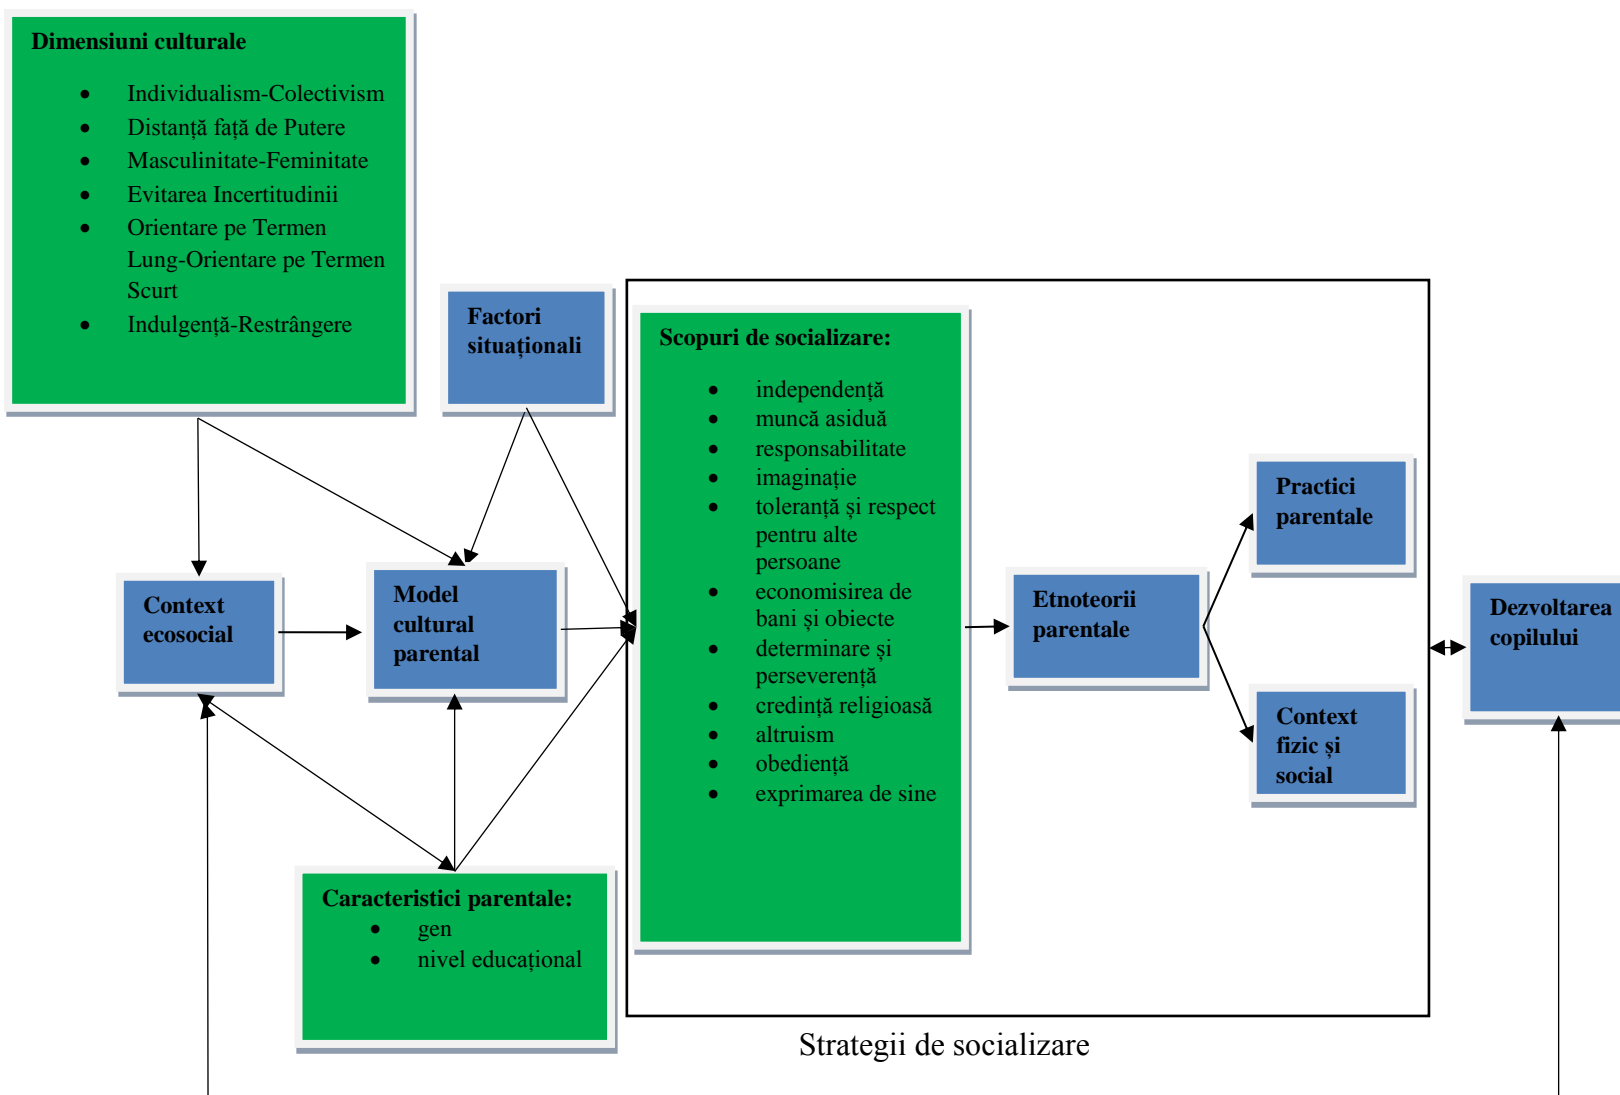 Dimensiuni culturale
• Individualism-Colectivism
• Distanță față de Putere
• Masculinitate-Feminitate
• Evitarea Incertitudinii
• Orientare pe Termen
Lung-Orientare pe Termen
Scurt
• Indulgență-Restrângere
Factori
situaționali
Context
ecosocial
Model
cultural
parental
Caracteristici parentale:
• gen
• nivel educațional
Scopuri de socializare:
• independență
• muncă asiduă
• responsabilitate
• imaginație
• toleranță și respect
pentru alte
persoane
• economisirea de
bani și obiecte
• determinare și
perseverență
• credință religioasă
• altruism
• obediență
• exprimarea de sine
Etnoteorii
parentale
Practici
parentale
Context
fizic și
social
Dezvoltarea
copilului
Strategii de socializare